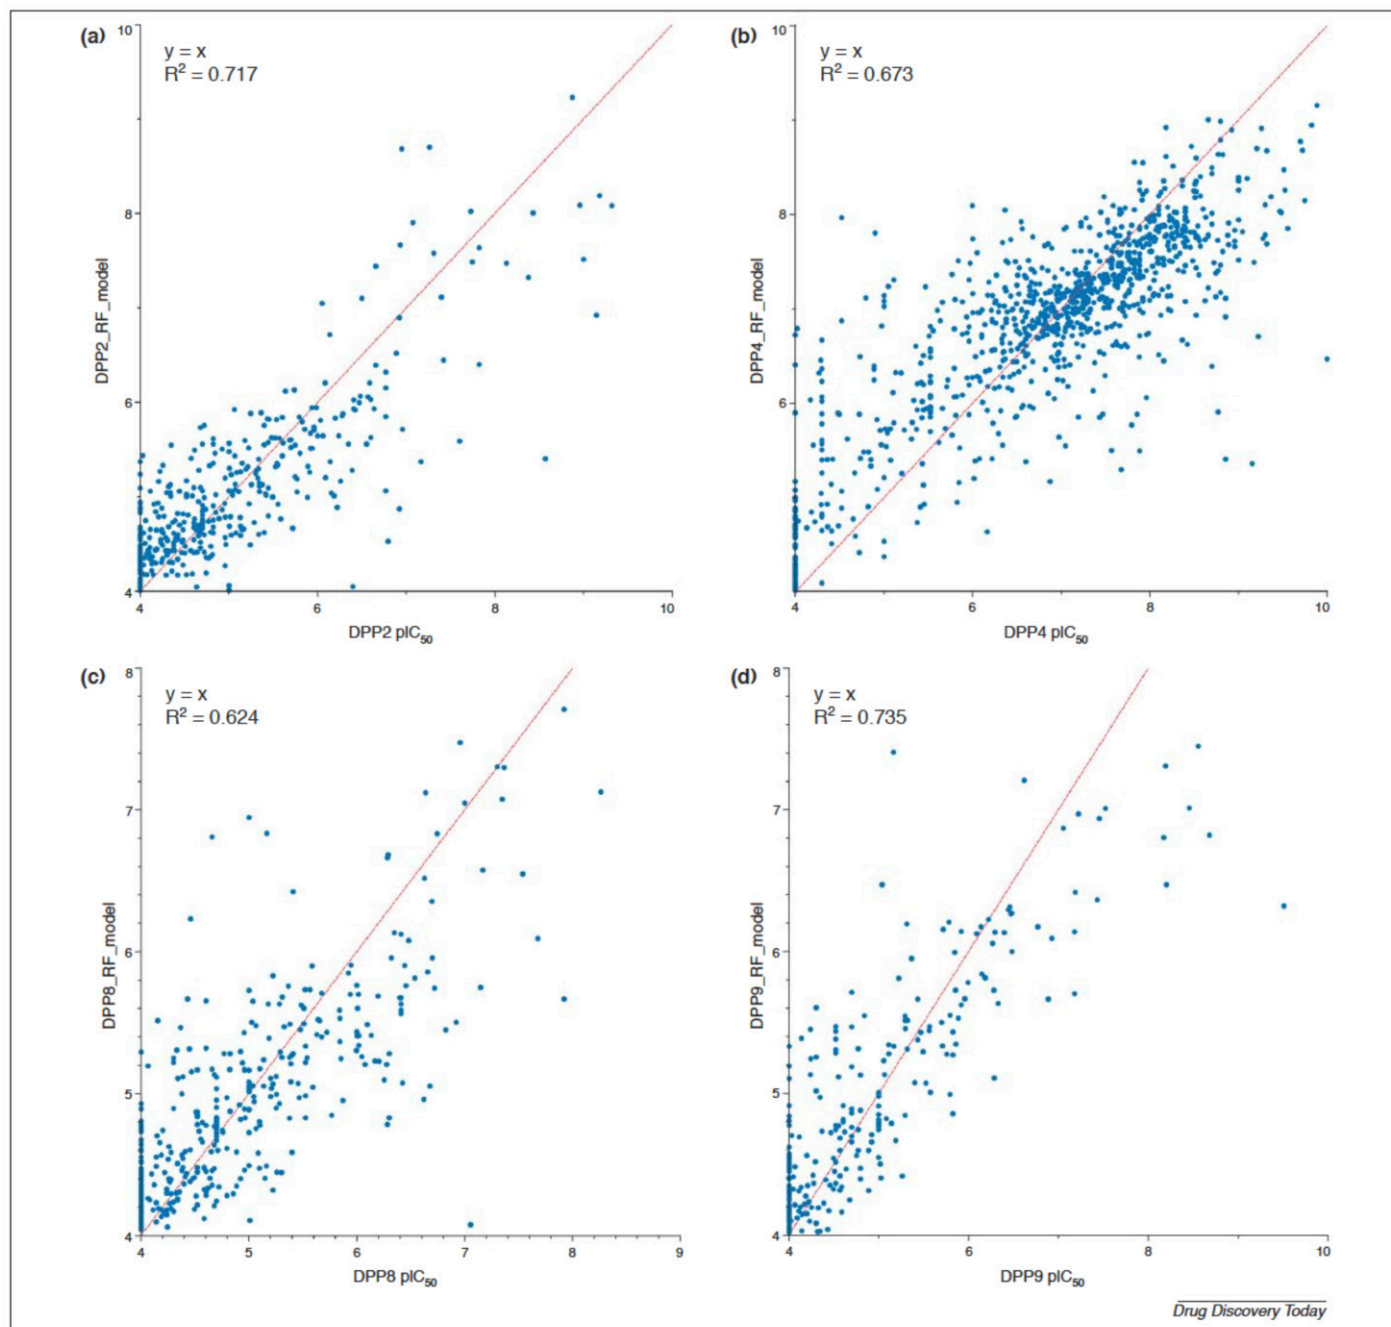 (a)
y = x
R² = 0.717
10
8
6
4
DPP2_RF_model
4 6 8 10
DPP2 pIC₅₀
(b)
y = x
R² = 0.673
10
8
6
4
DPP4_RF_model
4 6 8 10
DPP4 pIC₅₀
(c)
y = x
R² = 0.624
8
7
6
5
4
DPP8_RF_model
4 5 6 7 8 9
DPP8 pIC₅₀
(d)
y = x
R² = 0.735
8
7
6
5
4
DPP9_RF_model
4 6 8 10
DPP9 pIC₅₀
Drug Discovery Today